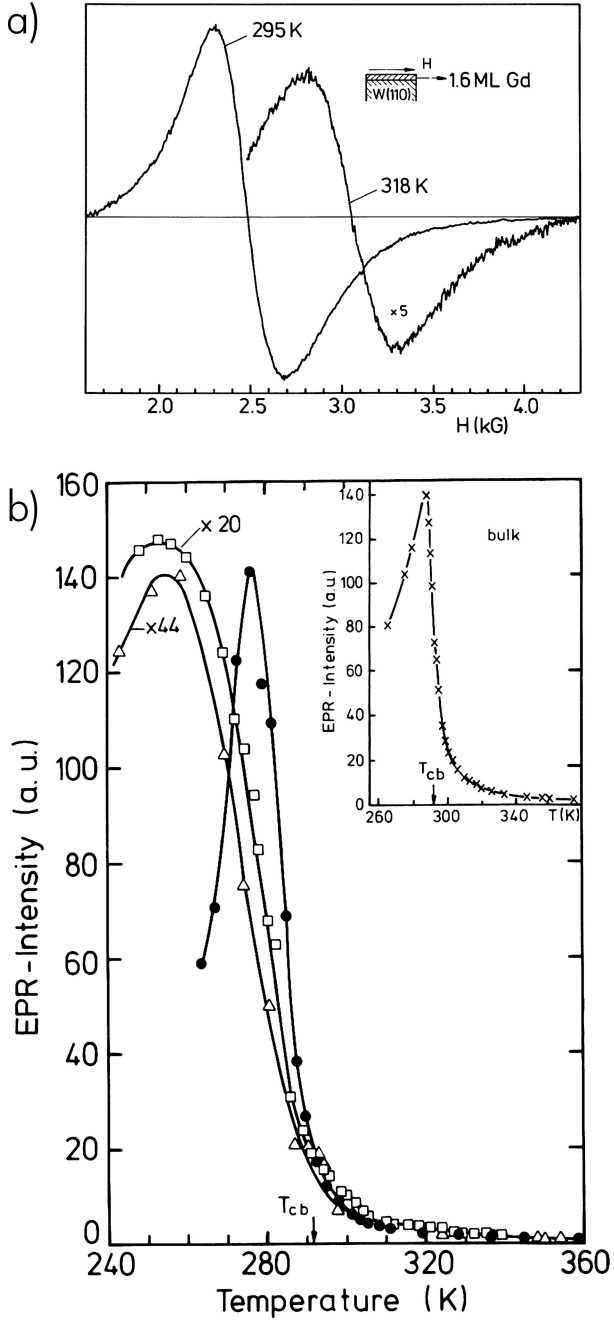 a)
295 K
H
1.6 ML Gd
W(110)
318 K
×5
2.0 2.5 3.0 3.5 4.0
H (kG)
b)
160
140
120
100
80
60
40
20
0
EPR - Intensity (a. u.)
× 20
×44
T cb
240 280 320 360
Temperature (K)
bulk
140
120
100
80
60
40
20
0
EPR - Intensity (a.u)
T cb
260 300 340 T(K)